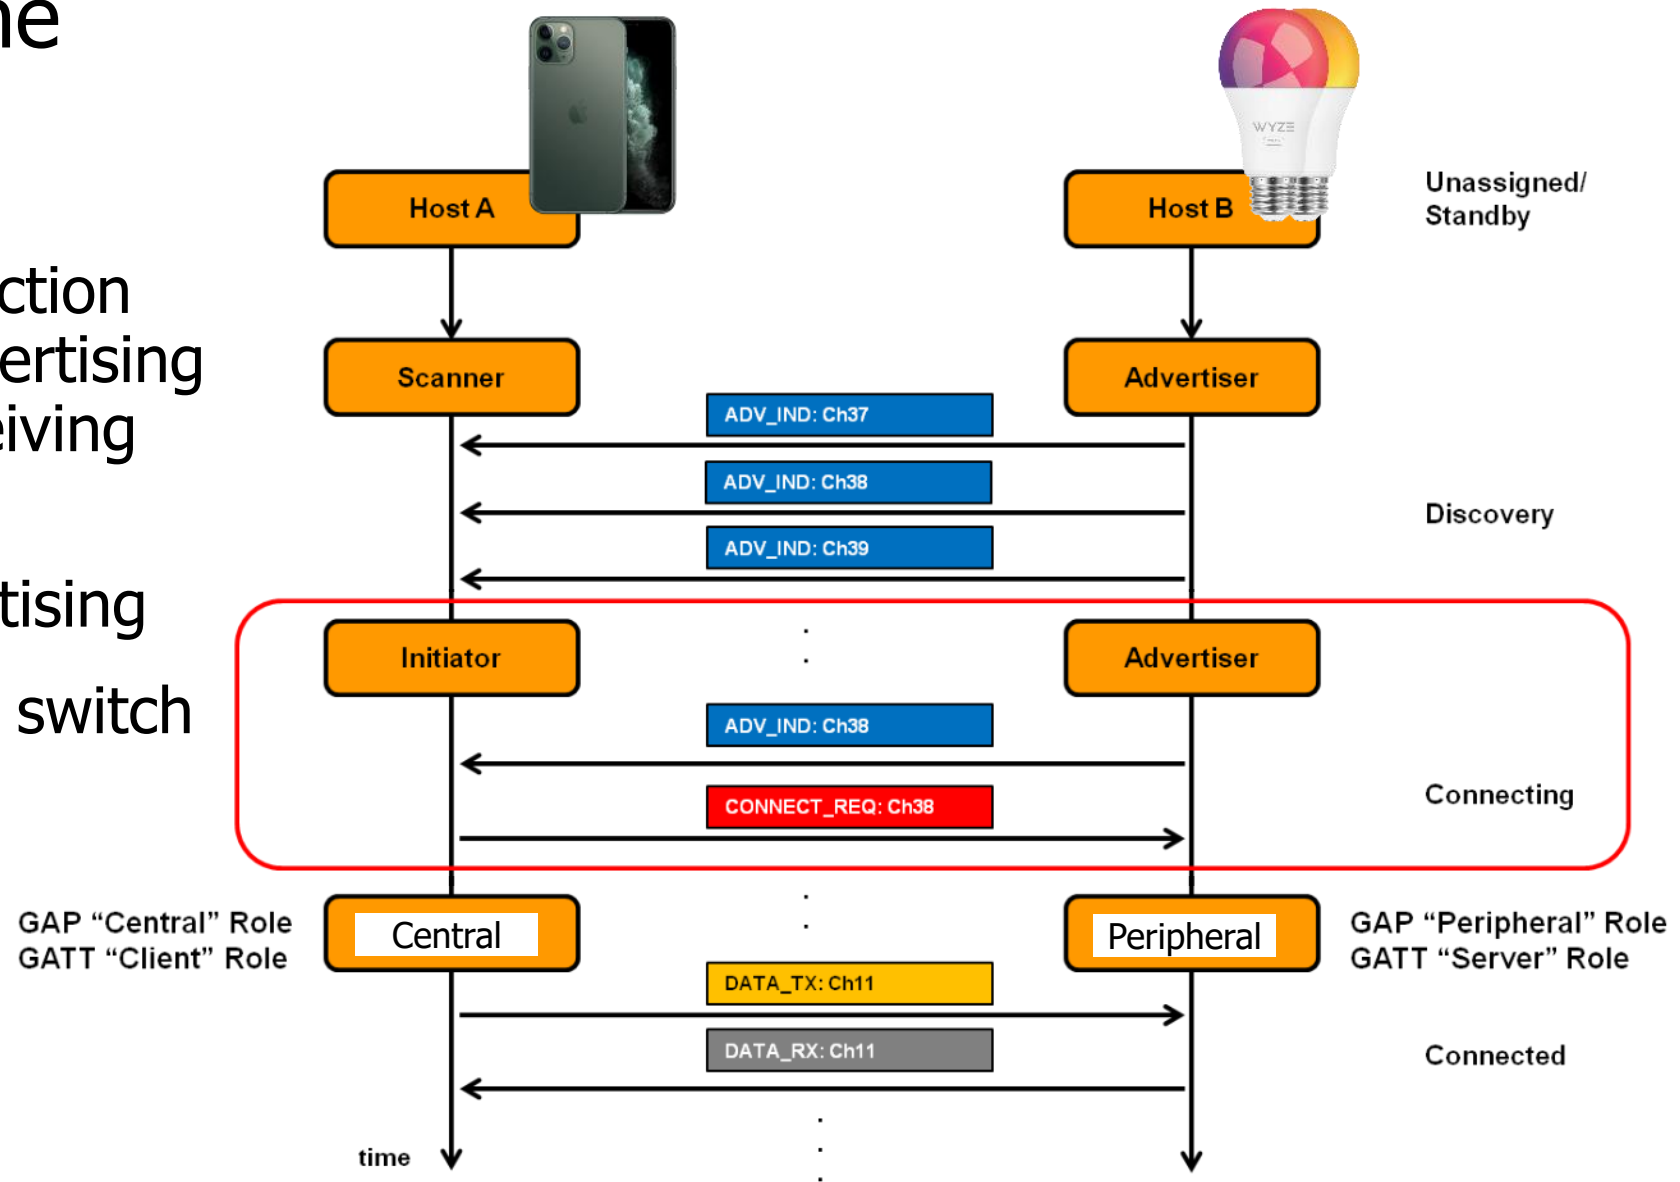 ne
WYZE
Unassigned/
Standby
Host A
Host B
ction
ertising
eiving
Scanner
Advertiser
ADV_IND: Ch37
ADV_IND: Ch38
Discovery
ADV_IND: Ch39
tising
switch
Initiator
Advertiser
ADV_IND: Ch38
Connecting
CONNECT_REQ: Ch38
GAP “Central” Role
GATT “Client” Role
Central
Peripheral
GAP “Peripheral” Role
GATT “Server” Role
DATA_TX: Ch11
DATA_RX: Ch11
Connected
time